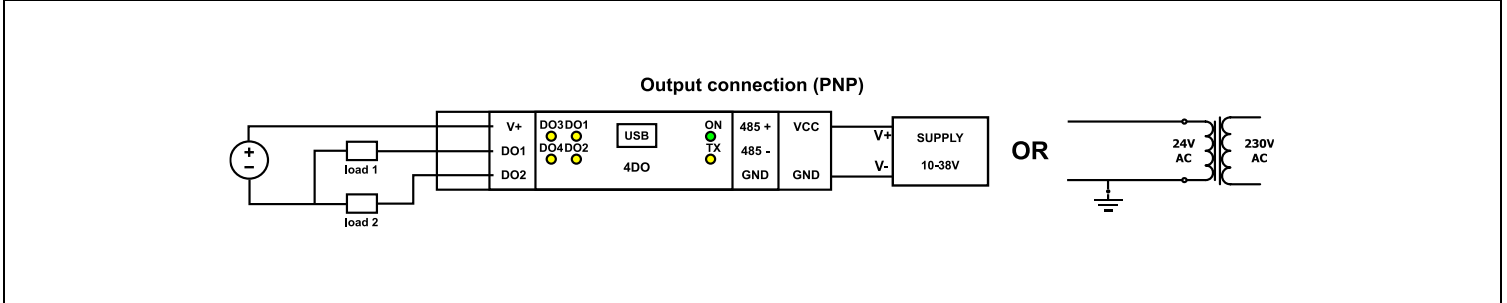 Output connection (PNP)
V+ DO3 DO1 USB ON 485 + VCC
DO1 DO4 DO2 4DO TX 485 -
DO2 GND GND
+
−
load 1
load 2
V+ SUPPLY
V- 10-38V
OR
24V
AC
230V
AC